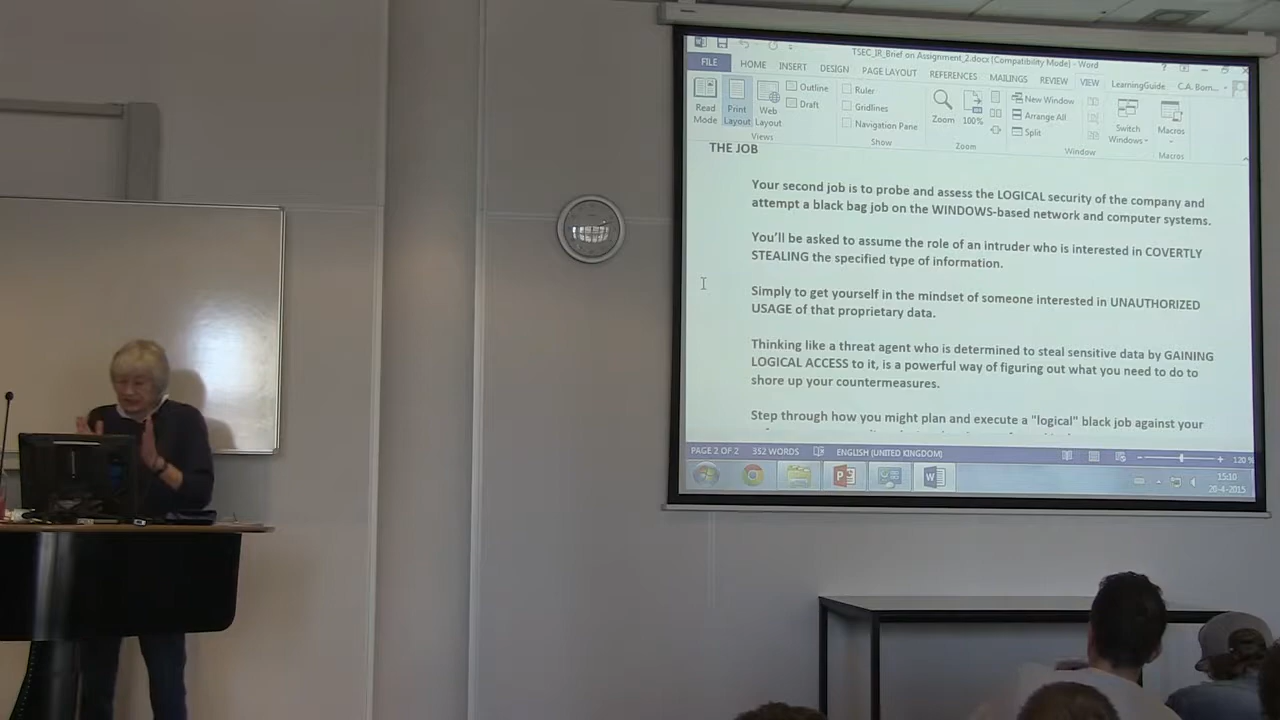 TSEC_IR_Brief on Assignment_2.docx [Compatibility Mode] - Word
FILE HOME INSERT DESIGN PAGE LAYOUT REFERENCES MAILINGS REVIEW VIEW LearningGuide C.A. Bom...
Read Mode
Print Layout
Web Layout
Outline
Draft
Views
Ruler
Gridlines
Navigation Pane
Show
Zoom
100%
Zoom
New Window
Arrange All
Split
Switch Windows
Window
Macros
Macros
THE JOB
Your second job is to probe and assess the LOGICAL security of the company and
attempt a black bag job on the WINDOWS-based network and computer systems.
You'll be asked to assume the role of an intruder who is interested in COVERTLY
STEALING the specified type of information.
Simply to get yourself in the mindset of someone interested in UNAUTHORIZED
USAGE of that proprietary data.
Thinking like a threat agent who is determined to steal sensitive data by GAINING
LOGICAL ACCESS to it, is a powerful way of figuring out what you need to do to
shore up your countermeasures.
Step through how you might plan and execute a "logical" black job against your
PAGE 2 OF 2 352 WORDS ENGLISH (UNITED KINGDOM) 120 %
15:10
20-4-2015